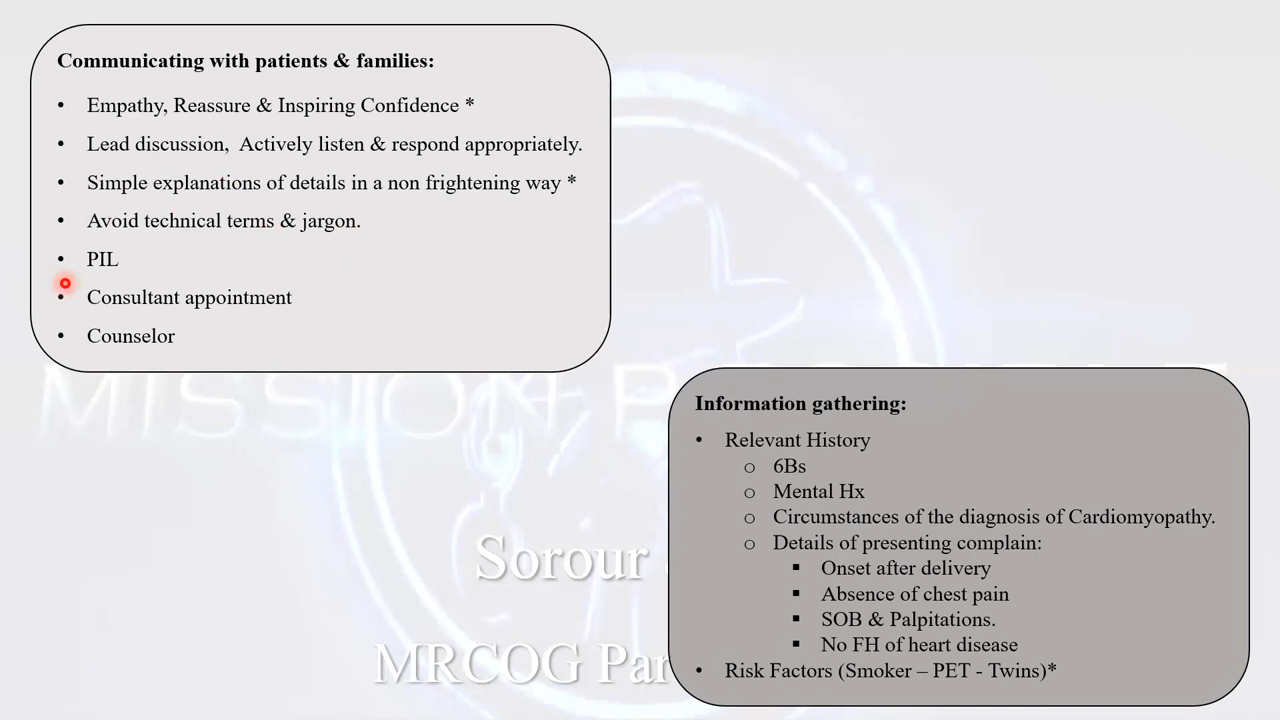 Communicating with patients & families:
• Empathy, Reassure & Inspiring Confidence *
• Lead discussion, Actively listen & respond appropriately.
• Simple explanations of details in a non frightening way *
• Avoid technical terms & jargon.
• PIL
• Consultant appointment
• Counselor
MISSION
Information gathering:
• Relevant History
o 6Bs
o Mental Hx
o Circumstances of the diagnosis of Cardiomyopathy.
o Details of presenting complain:
▪ Onset after delivery
▪ Absence of chest pain
▪ SOB & Palpitations.
▪ No FH of heart disease
• Risk Factors (Smoker – PET - Twins)*
Sorour
MRCOG